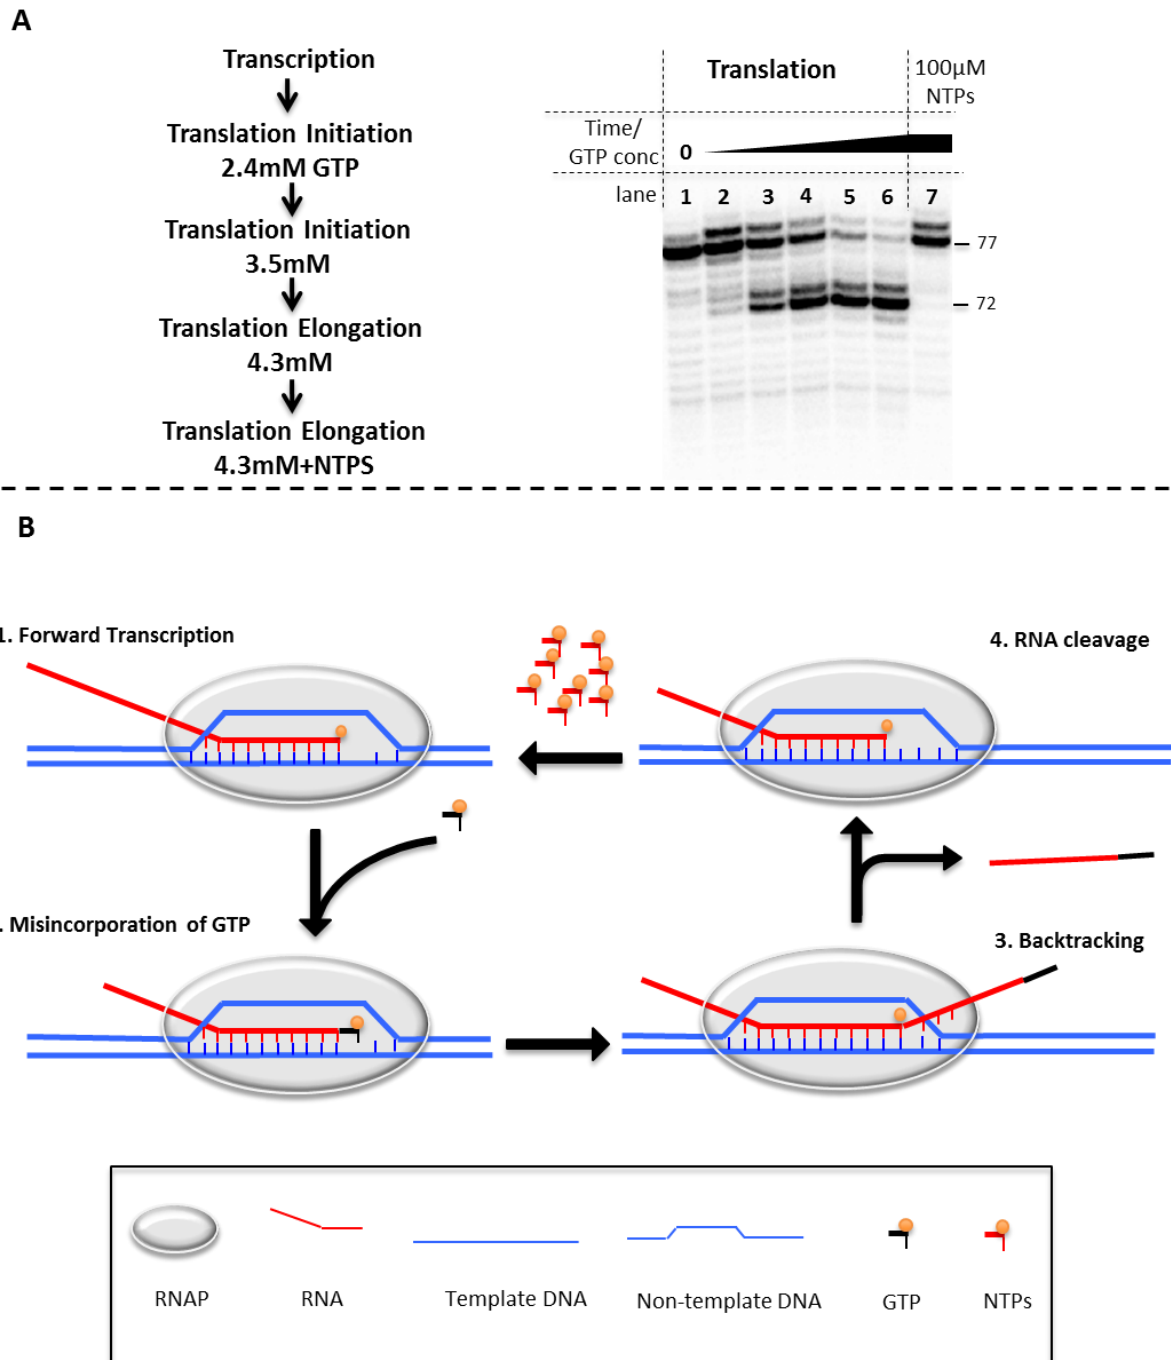 A
Transcription
Translation Initiation
2.4mM GTP
Translation Initiation
3.5mM
Translation Elongation
4.3mM
Translation Elongation
4.3mM+NTPS
Translation
100µM
NTPs
Time/
GTP conc
0
lane
1 2 3 4 5 6 7
77
72
B
1. Forward Transcription
4. RNA cleavage
. Misincorporation of GTP
3. Backtracking
RNAP
RNA
Template DNA
Non-template DNA
GTP
NTPs